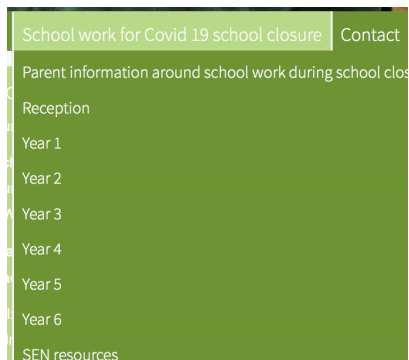 School work for Covid 19 school closure
Contact
Parent information around school work during school
Reception
Year 1
Year 2
Year 3
Year 4
Year 5
Year 6
SEN resources